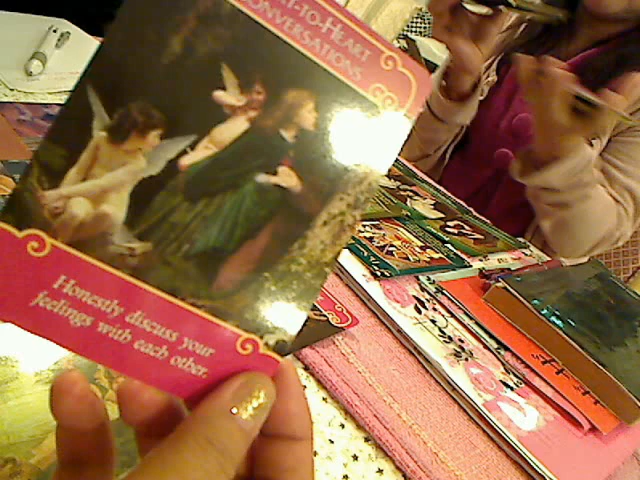 T-TO-HEART
CONVERSATIONS
Honestly discuss your
feelings with each other.